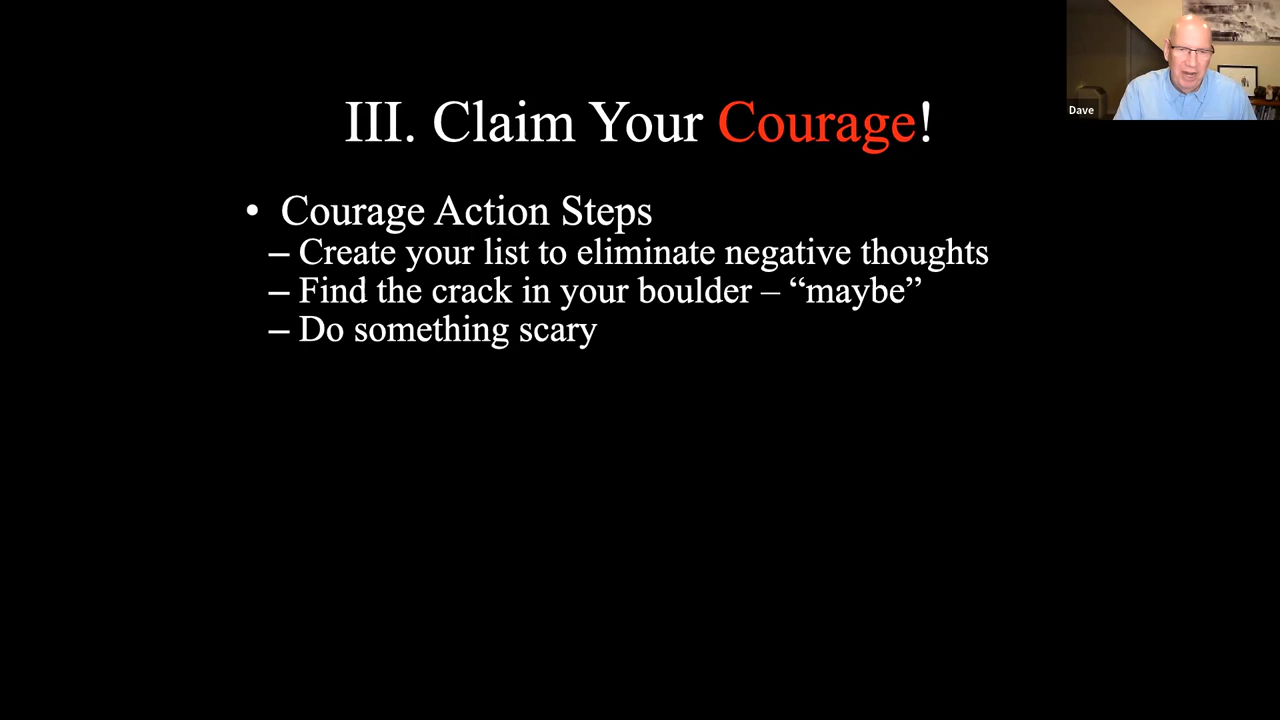 III. Claim Your Courage!
• Courage Action Steps
– Create your list to eliminate negative thoughts
– Find the crack in your boulder – “maybe”
– Do something scary
Dave